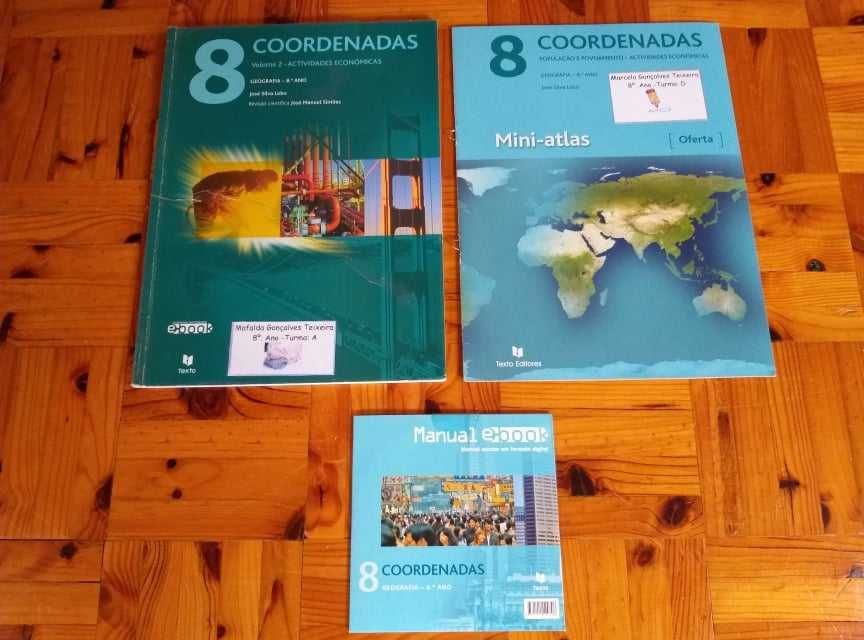 8 COORDENADAS
Volume 2 - ACTIVIDADES ECONÓMICAS
GEOGRAFIA - 8.º ANO
José Silva Lobo
Revisão científica José Manuel Simões
e-book
Mafalda Gonçalves Teixeira
8º. Ano -Turma: A
Texto
8 COORDENADAS
POPULAÇÃO E POVOAMENTO - ACTIVIDADES ECONÓMICAS
GEOGRAFIA - 8.º ANO
José Silva Lobo
Marcelo Gonçalves Teixeira
8º. Ano -Turma: D
Mini-atlas
[ Oferta ]
Texto Editores
Manual e-book
Manual escolar em formato digital
8 COORDENADAS
GEOGRAFIA - 8.º ANO
Texto